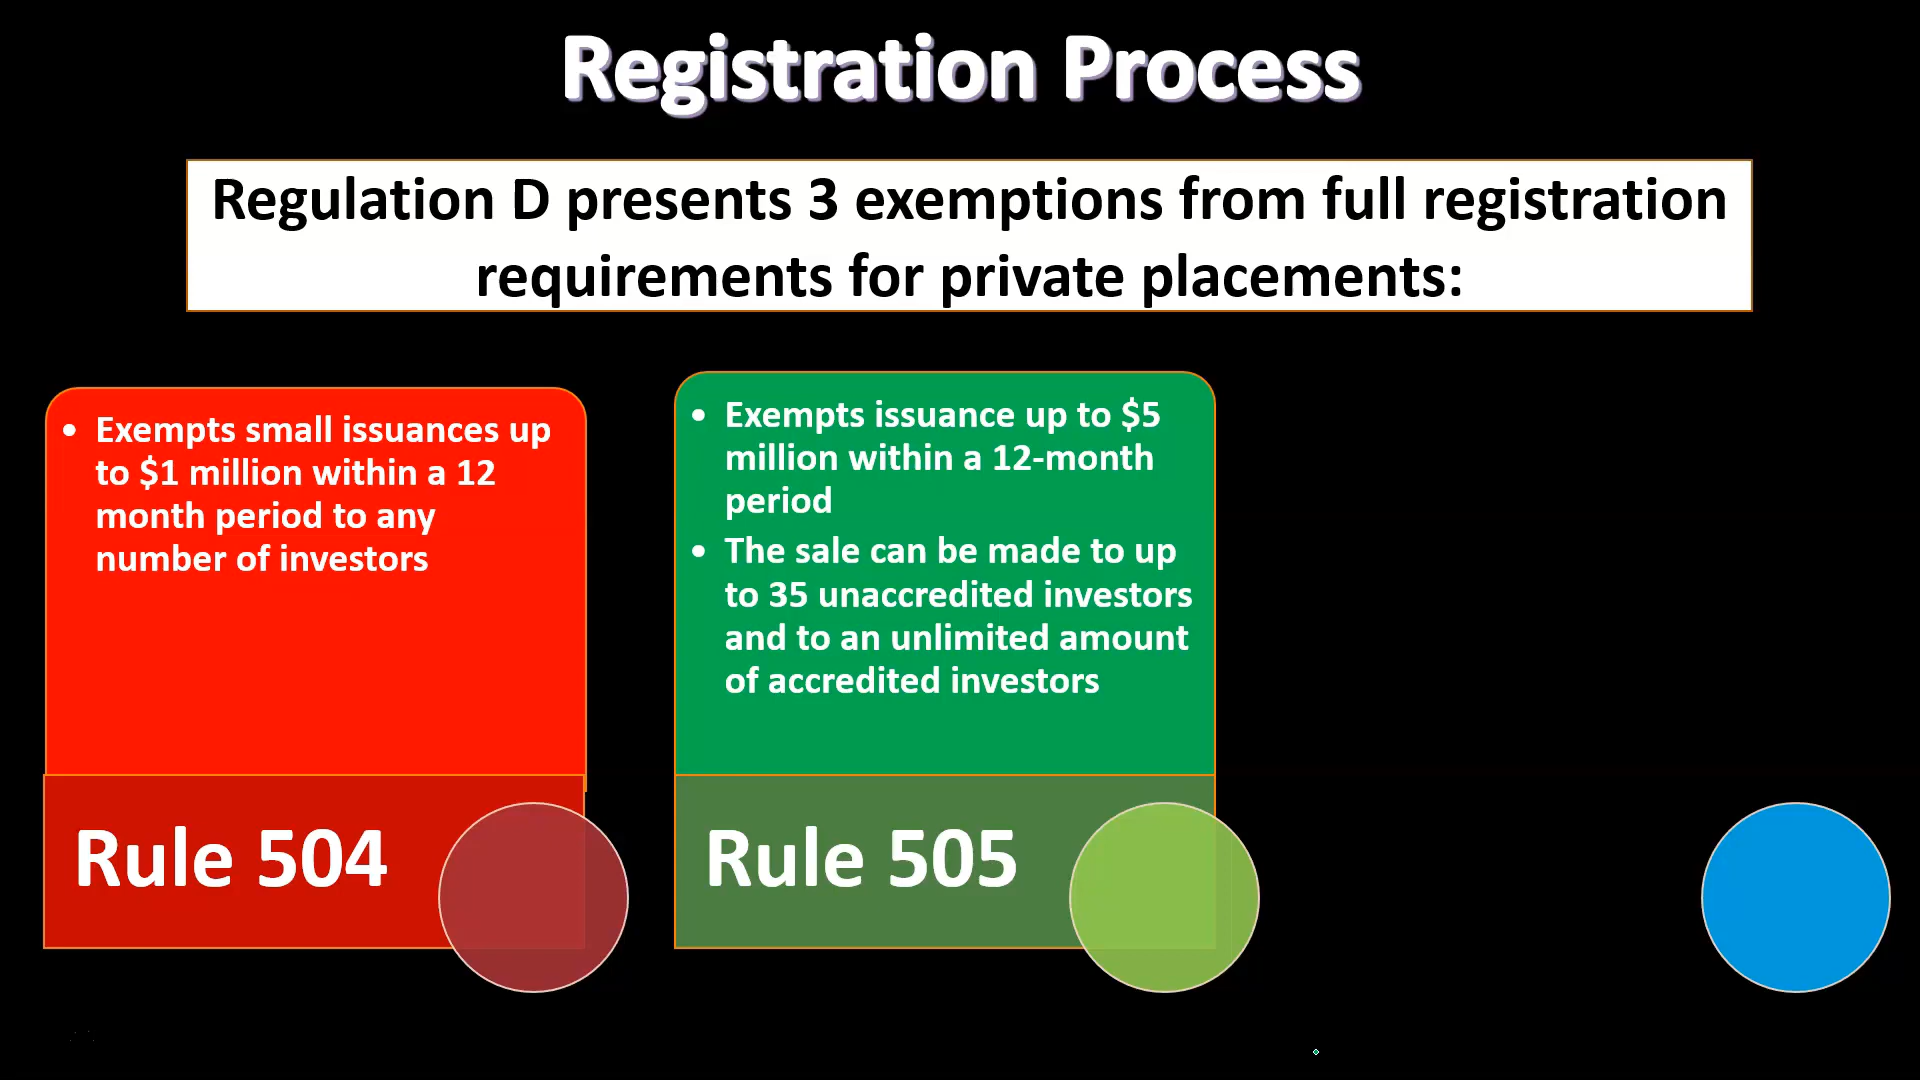 Registration Process
Regulation D presents 3 exemptions from full registration
requirements for private placements:
• Exempts small issuances up
to $1 million within a 12
month period to any
number of investors
Rule 504
• Exempts issuance up to $5
million within a 12-month
period
• The sale can be made to up
to 35 unaccredited investors
and to an unlimited amount
of accredited investors
Rule 505